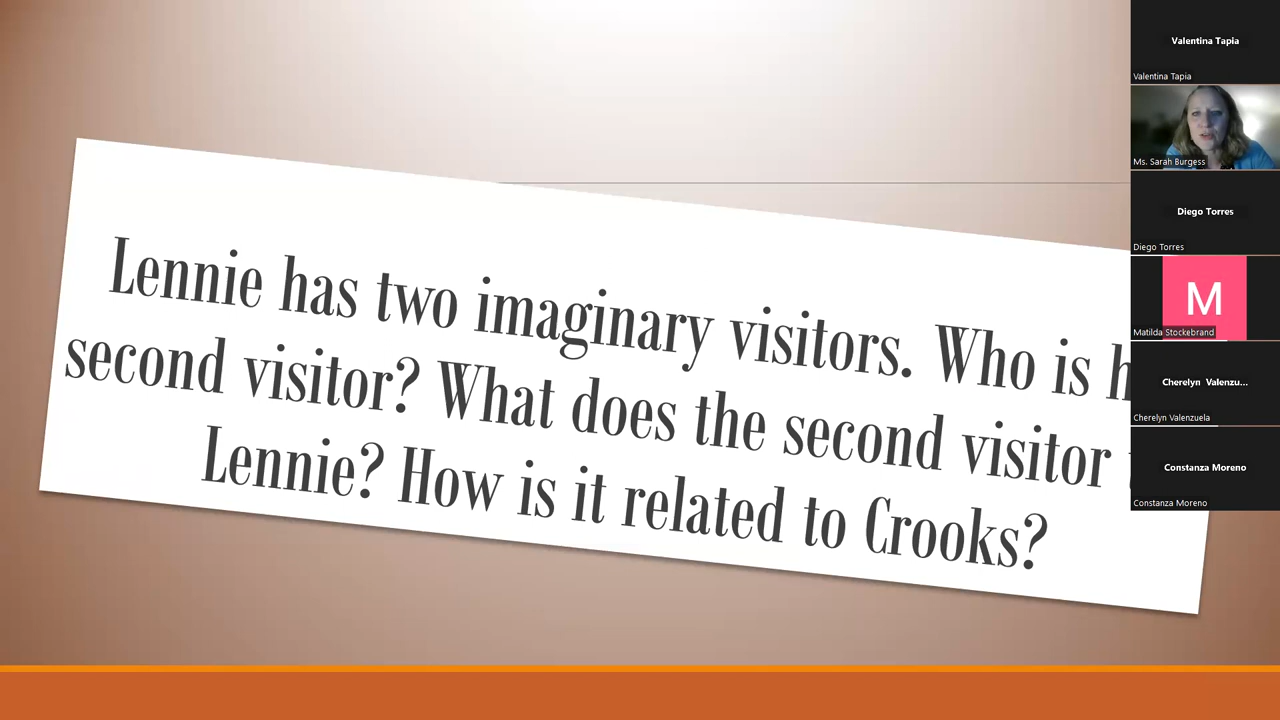 Lennie has two imaginary visitors. Who is
second visitor? What does the second visitor
Lennie? How is it related to Crooks?
Valentina Tapia
Valentina Tapia
Ms. Sarah Burgess
Diego Torres
Diego Torres
M
Matilda Stockebrand
Cherelyn Valenzu...
Cherelyn Valenzuela
Constanza Moreno
Constanza Moreno